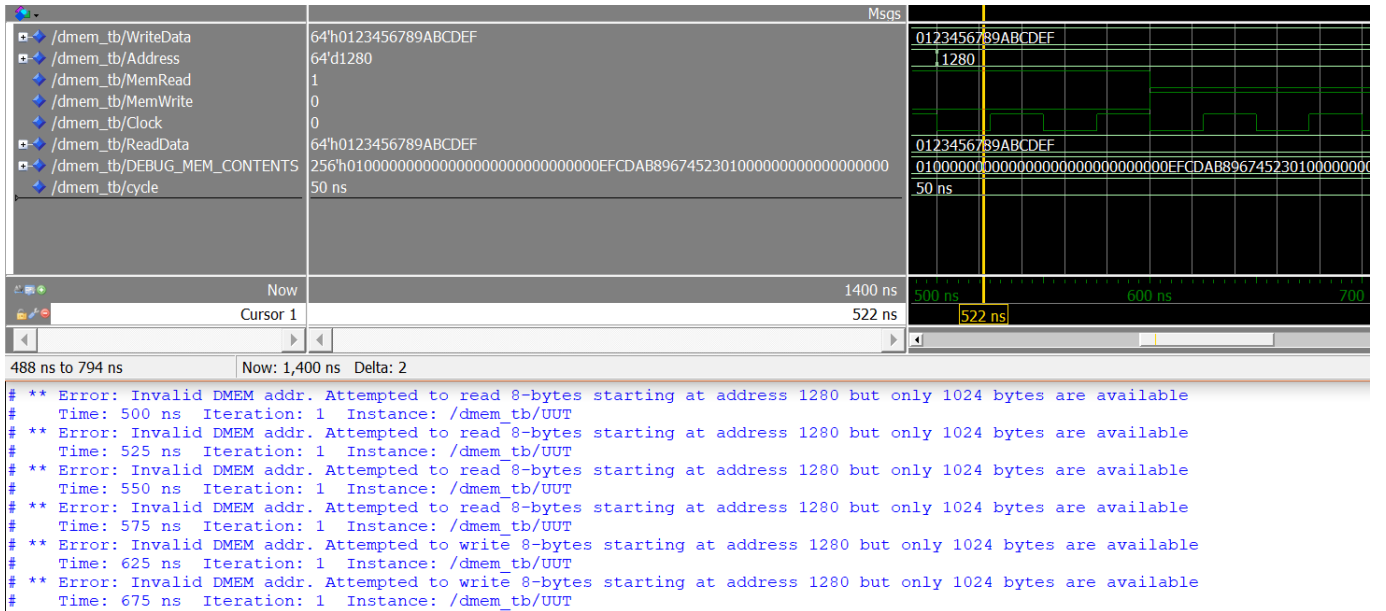 Msgs
/dmem_tb/WriteData 64'h0123456789ABCDEF 0123456789ABCDEF
/dmem_tb/Address 64'd1280 1280
/dmem_tb/MemRead 1
/dmem_tb/MemWrite 0
/dmem_tb/Clock 0
/dmem_tb/ReadData 64'h0123456789ABCDEF 0123456789ABCDEF
/dmem_tb/DEBUG_MEM_CONTENTS
/dmem_tb/cycle 50 ns 50 ns
Now 1400 ns 500 ns 600 ns 700
Cursor 1 522 ns 522 ns
488 ns to 794 ns Now: 1,400 ns Delta: 2
# ** Error: Invalid DMEM addr. Attempted to read 8-bytes starting at address 1280 but only 1024 bytes are available
# Time: 500 ns Iteration: 1 Instance: /dmem_tb/UUT
# ** Error: Invalid DMEM addr. Attempted to read 8-bytes starting at address 1280 but only 1024 bytes are available
# Time: 525 ns Iteration: 1 Instance: /dmem_tb/UUT
# ** Error: Invalid DMEM addr. Attempted to read 8-bytes starting at address 1280 but only 1024 bytes are available
# Time: 550 ns Iteration: 1 Instance: /dmem_tb/UUT
# ** Error: Invalid DMEM addr. Attempted to read 8-bytes starting at address 1280 but only 1024 bytes are available
# Time: 575 ns Iteration: 1 Instance: /dmem_tb/UUT
# ** Error: Invalid DMEM addr. Attempted to write 8-bytes starting at address 1280 but only 1024 bytes are available
# Time: 625 ns Iteration: 1 Instance: /dmem_tb/UUT
# ** Error: Invalid DMEM addr. Attempted to write 8-bytes starting at address 1280 but only 1024 bytes are available
# Time: 675 ns Iteration: 1 Instance: /dmem_tb/UUT